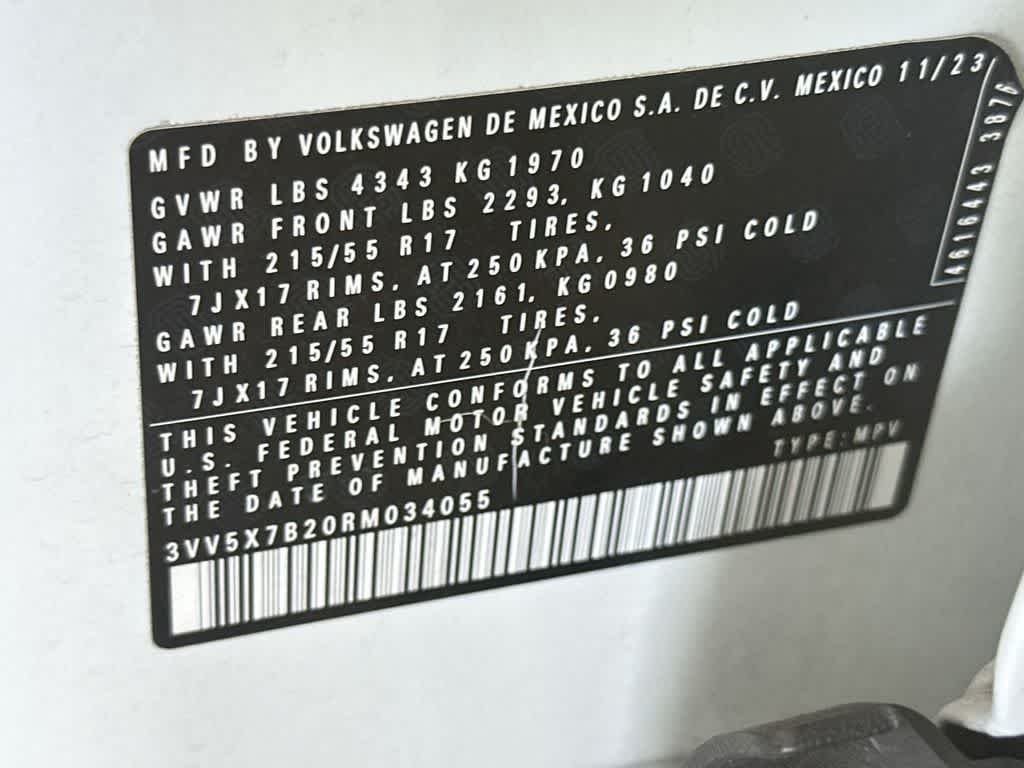 MFD BY VOLKSWAGEN DE MEXICO S.A. DE C.V. MEXICO 11/23
GVWR LBS 4343 KG 1970
GAWR FRONT LBS 2293, KG1040
WITH 215/55 R17 TIRES,
7JX17 RIMS, AT 250 KPA, 36 PSI COLD
GAWR REAR LBS 2161, KG0980
WITH 215/55 R17 TIRES,
7JX17 RIMS, AT 250 KPA, 36 PSI COLD
THIS VEHICLE CONFORMS TO ALL APPLICABLE
U.S. FEDERAL MOTOR VEHICLE SAFETY AND
THEFT PREVENTION STANDARDS IN EFFECT ON
THE DATE OF MANUFACTURE SHOWN ABOVE.
3VV5X7B20RM034055 TYPE: MPV
4616443 3876